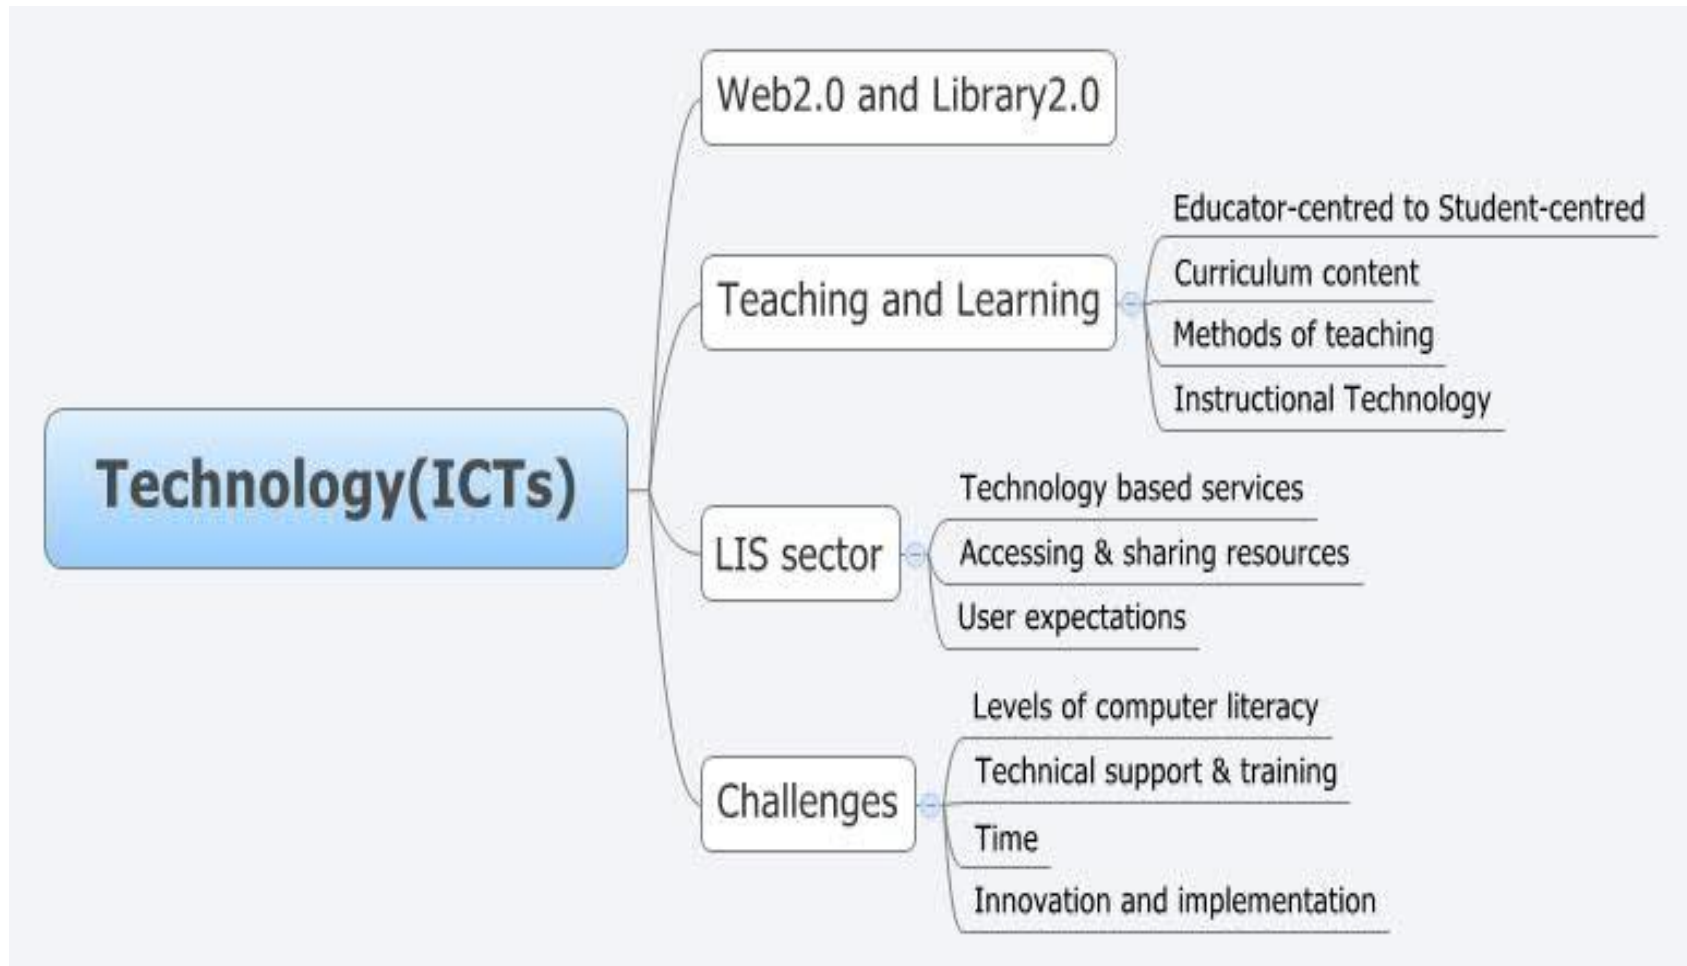 Technology(ICTs)
Web2.0 and Library2.0
Teaching and Learning
Educator-centred to Student-centred
Curriculum content
Methods of teaching
Instructional Technology
LIS sector
Technology based services
Accessing & sharing resources
User expectations
Challenges
Levels of computer literacy
Technical support & training
Time
Innovation and implementation